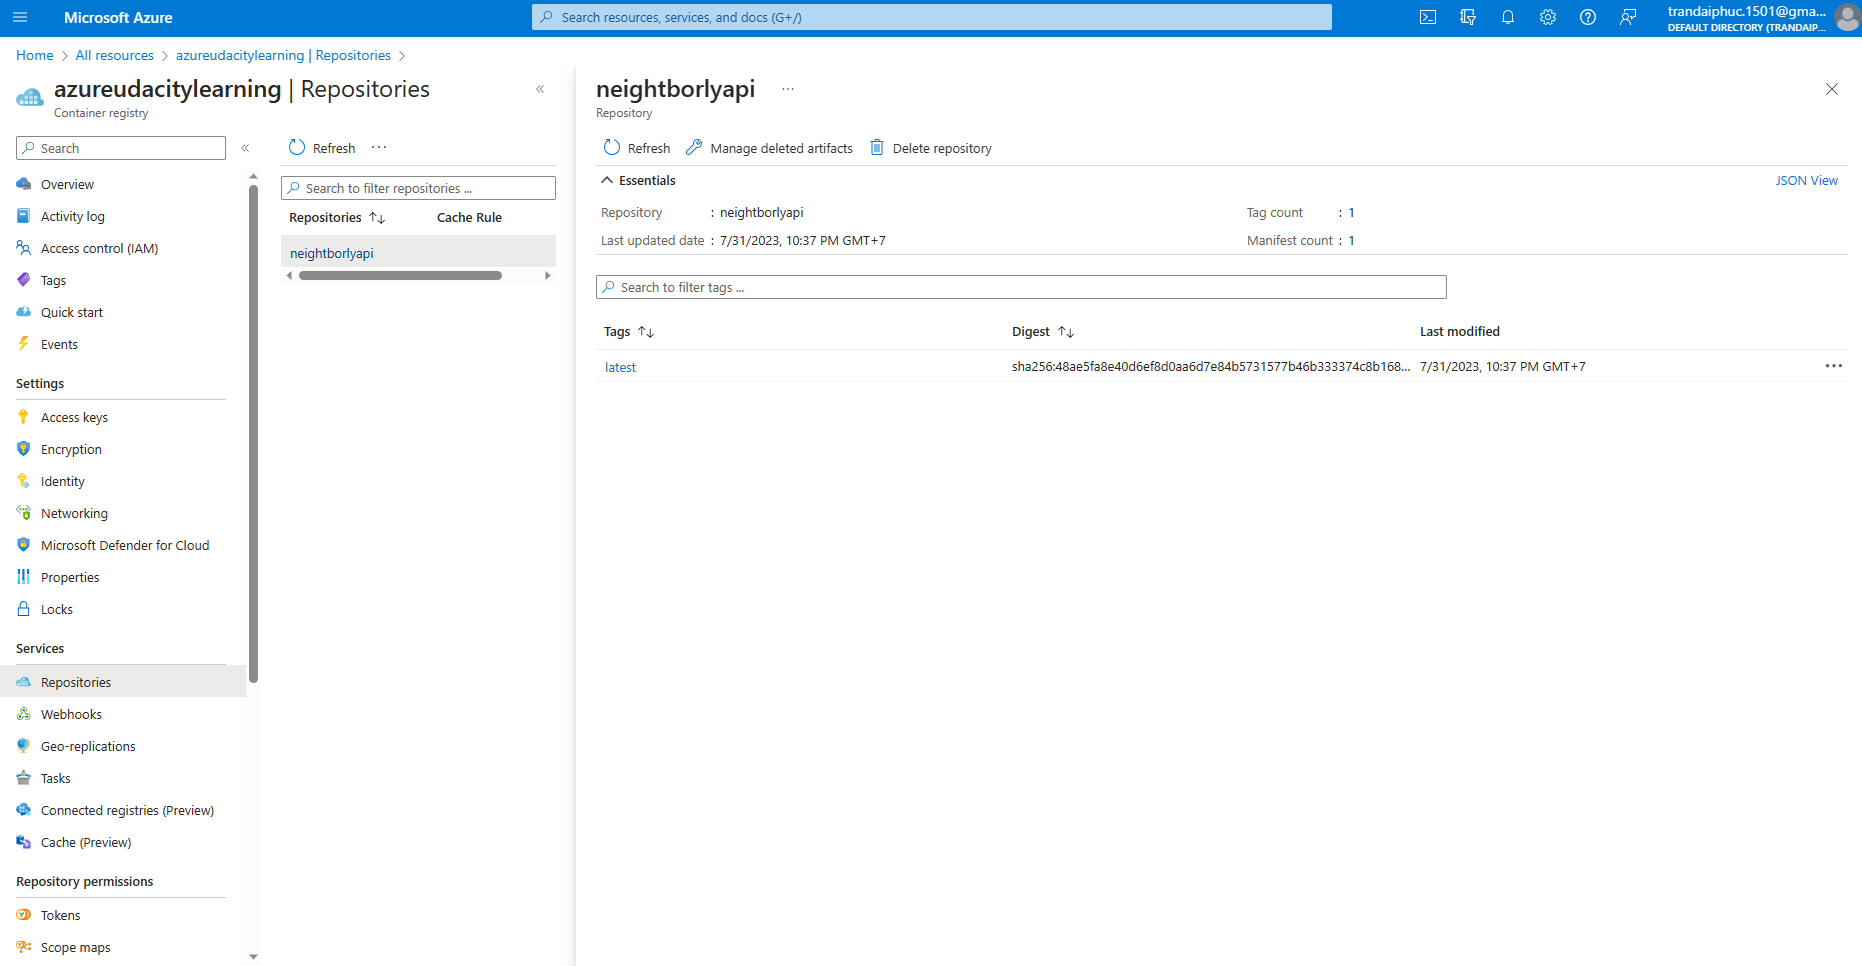 Microsoft Azure
Search resources, services, and docs (G+/)
trandaiphuc.1501@gma...
DEFAULT DIRECTORY (TRANDAIP...
Home > All resources > azureudacitylearning | Repositories >
azureudacitylearning | Repositories
Container registry
«
Search
«
Overview
Activity log
Access control (IAM)
Tags
Quick start
Events
Settings
Access keys
Encryption
Identity
Networking
Microsoft Defender for Cloud
Properties
Locks
Services
Repositories
Webhooks
Geo-replications
Tasks
Connected registries (Preview)
Cache (Preview)
Repository permissions
Tokens
Scope maps
Refresh ...
Search to filter repositories ...
Repositories ↑↓ Cache Rule
neightborlyapi
neightborlyapi ...
Repository
Refresh Manage deleted artifacts Delete repository
Essentials JSON View
Repository : neightborlyapi Tag count : 1
Last updated date : 7/31/2023, 10:37 PM GMT+7 Manifest count : 1
Search to filter tags ...
Tags ↑↓ Digest ↑↓ Last modified
latest sha256:48ae5fa8e40d6ef8d0aa6d7e84b5731577b46b333374c8b168... 7/31/2023, 10:37 PM GMT+7 ...